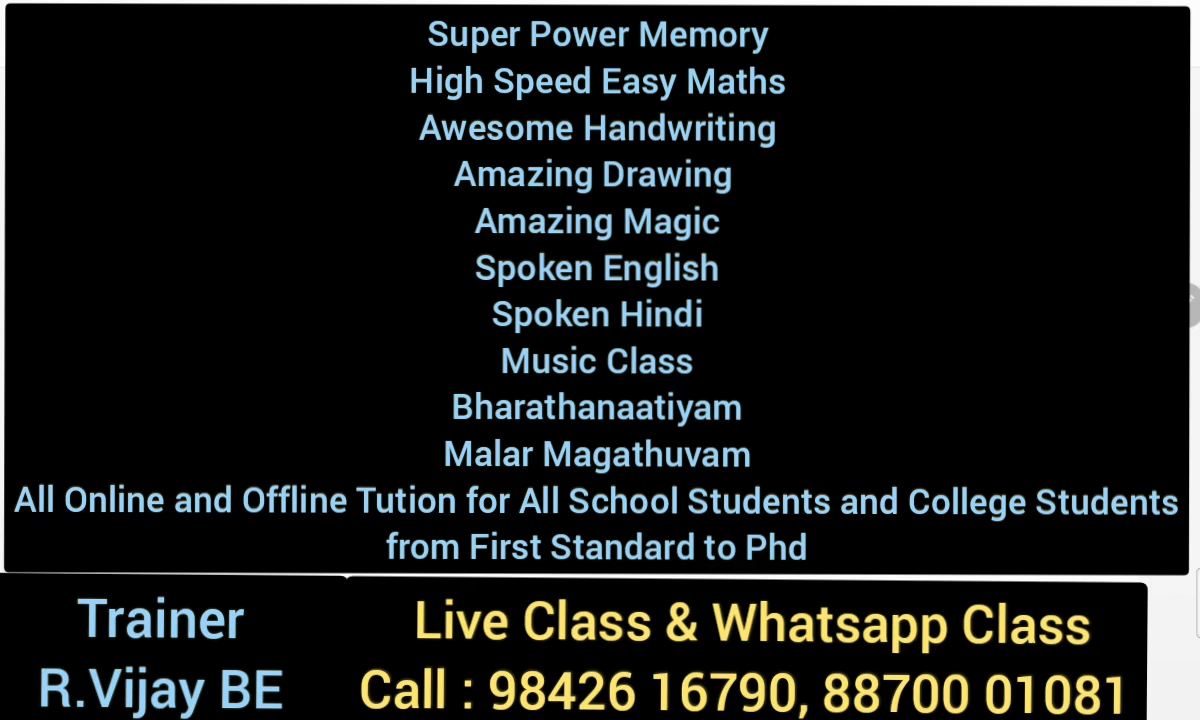 Super Power Memory
High Speed Easy Maths
Awesome Handwriting
Amazing Drawing
Amazing Magic
Spoken English
Spoken Hindi
Music Class
Bharathanaatiyam
Malar Magathuvam
All Online and Offline Tution for All School Students and College Students
from First Standard to Phd
Trainer
R.Vijay BE
Live Class & Whatsapp Class
Call : 98426 16790, 88700 01081